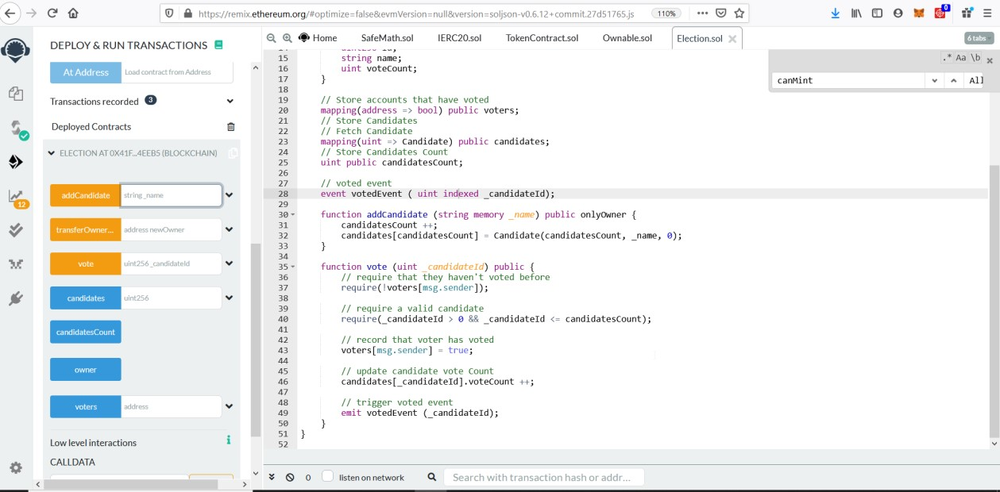 https://remix.ethereum.org/#optimize=false&evmVersion=null&version=soljson-v0.6.12+commit.27d51765.js
110%
0
DEPLOY & RUN TRANSACTIONS
At Address
Load contract from Address
Transactions recorded 3
Deployed Contracts
ELECTION AT 0X41F...4EEB5 (BLOCKCHAIN)
addCandidate string _name
transferOwner... address newOwner
vote uint256 _candidateId
candidates uint256
candidatesCount
owner
voters address
Low level interactions
i
CALLDATA
12
Home SafeMath.sol IERC20.sol TokenContract.sol Ownable.sol Election.sol
6 tabs
.* Aa \b
canMint
All
14
15 string name;
16 uint voteCount;
17 }
18
19 // Store accounts that have voted
20 mapping(address => bool) public voters;
21 // Store Candidates
22 // Fetch Candidate
23 mapping(uint => Candidate) public candidates;
24 // Store Candidates Count
25 uint public candidatesCount;
26
27 // voted event
28 event votedEvent ( uint indexed _candidateId);
29
30 function addCandidate (string memory _name) public onlyOwner {
31 candidatesCount ++;
32 candidates[candidatesCount] = Candidate(candidatesCount, _name, 0);
33 }
34
35 function vote (uint _candidateId) public {
36 // require that they haven't voted before
37 require(!voters[msg.sender]);
38
39 // require a valid candidate
40 require(_candidateId > 0 && _candidateId <= candidatesCount);
41
42 // record that voter has voted
43 voters[msg.sender] = true;
44
45 // update candidate vote Count
46 candidates[_candidateId].voteCount ++;
47
48 // trigger voted event
49 emit votedEvent (_candidateId);
50 }
51 }
52
0
listen on network
Search with transaction hash or addr...